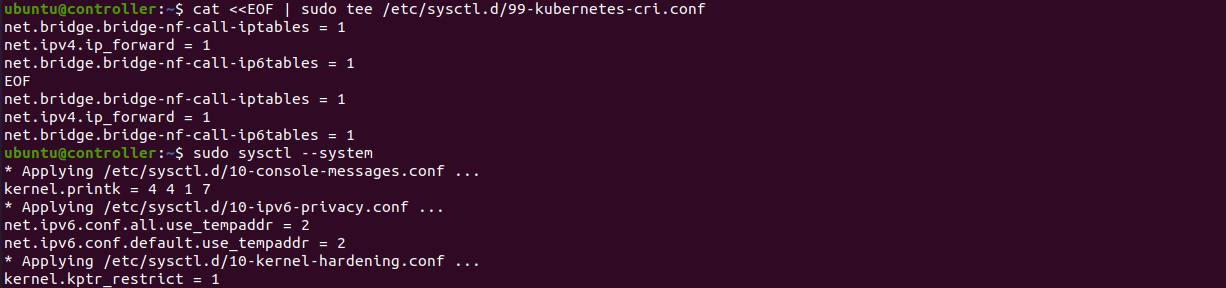 ubuntu@controller:~$ cat <<EOF | sudo tee /etc/sysctl.d/99-kubernetes-cri.conf
net.bridge.bridge-nf-call-iptables = 1
net.ipv4.ip_forward = 1
net.bridge.bridge-nf-call-ip6tables = 1
EOF
net.bridge.bridge-nf-call-iptables = 1
net.ipv4.ip_forward = 1
net.bridge.bridge-nf-call-ip6tables = 1
ubuntu@controller:~$ sudo sysctl --system
* Applying /etc/sysctl.d/10-console-messages.conf ...
kernel.printk = 4 4 1 7
* Applying /etc/sysctl.d/10-ipv6-privacy.conf ...
net.ipv6.conf.all.use_tempaddr = 2
net.ipv6.conf.default.use_tempaddr = 2
* Applying /etc/sysctl.d/10-kernel-hardening.conf ...
kernel.kptr_restrict = 1